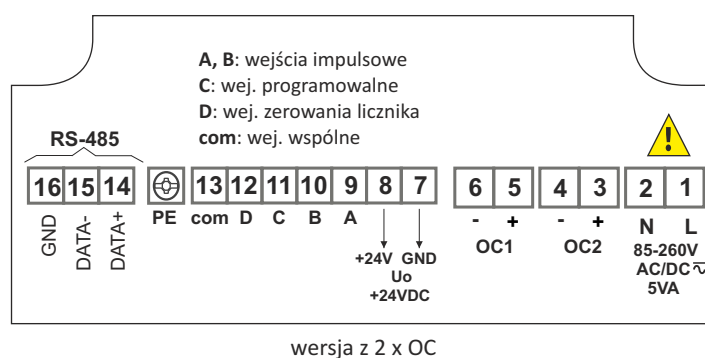 A, B: wejścia impulsowe
C: wej. programowalne
D: wej. zerowania licznika
com: wej. wspólne
RS-485
16 15 14 13 12 11 10 9 8 7 6 5 4 3 2 1
GND DATA- DATA+ PE com D C B A - + - + N L
OC1 OC2
+24V GND
Uo
+24VDC
85-260V
AC/DC
5VA
wersja z 2 x OC